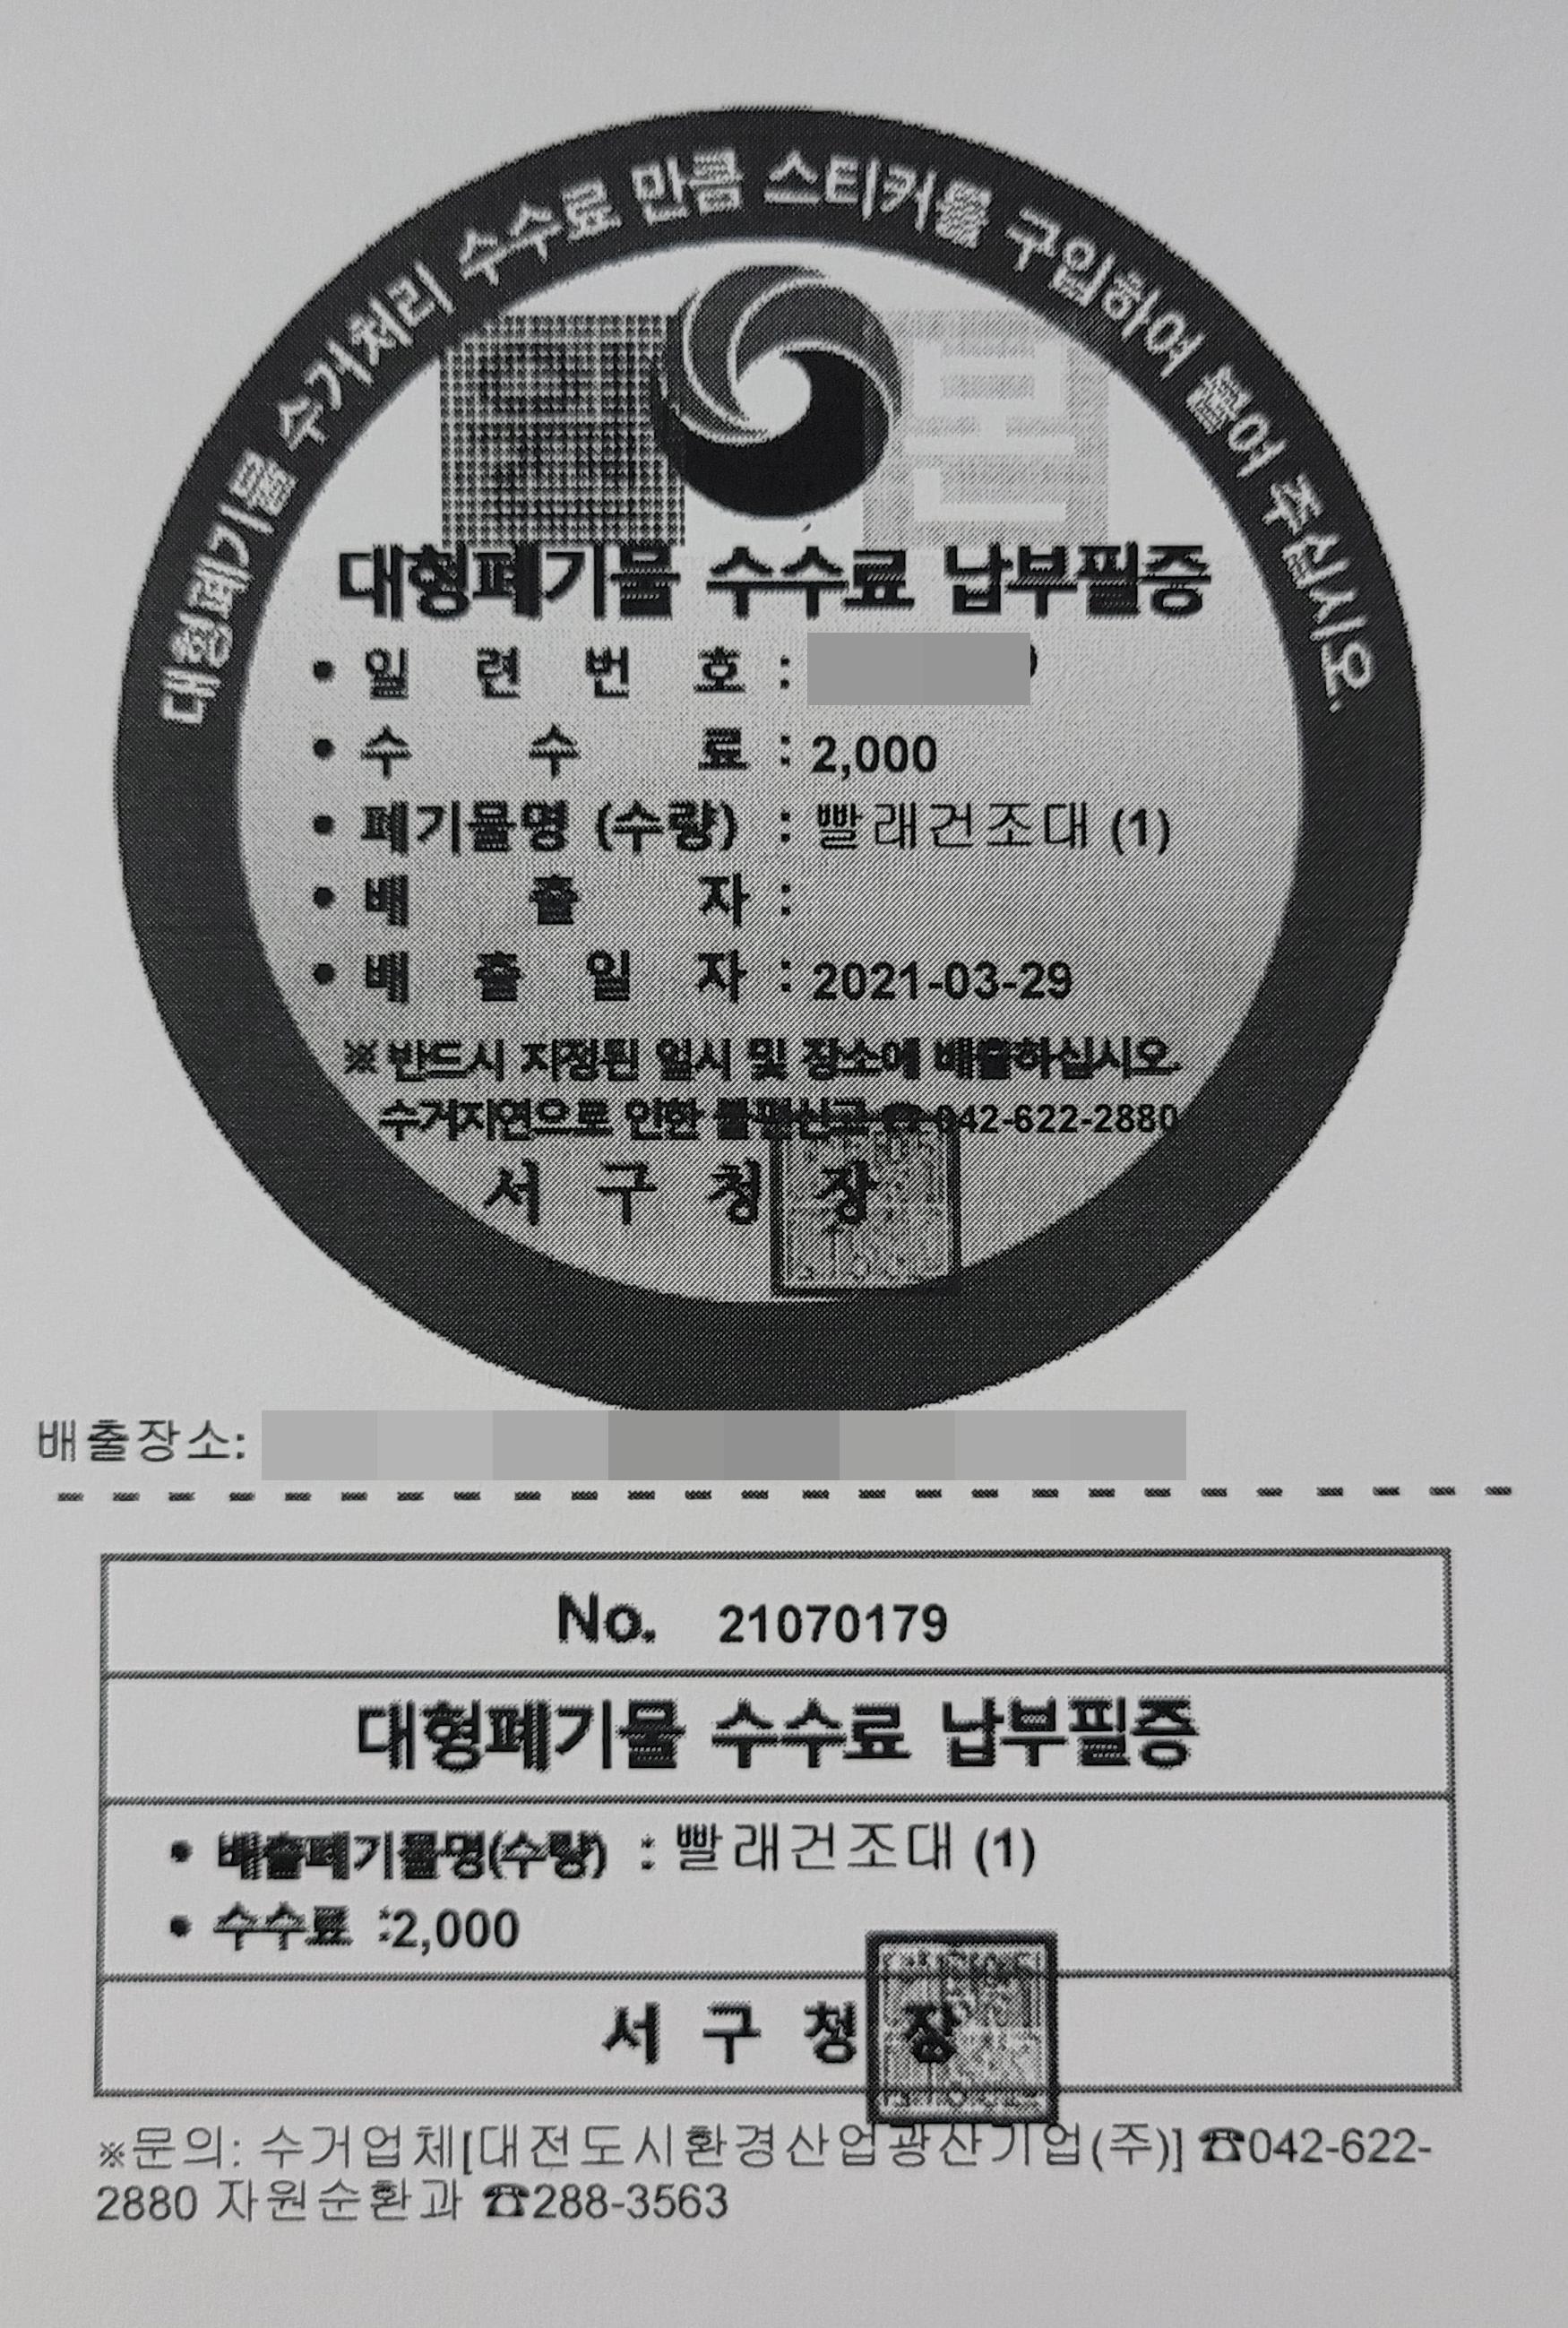 대형폐기물 수거처리 수수료 만큼 스티커를 구입하여 붙여 주십시오.
본
대형폐기물 수수료 납부필증
• 일 련 번 호 :
• 수 수 료 : 2,000
• 폐기물명 (수량) : 빨래건조대 (1)
• 배 출 자 :
• 배 출 일 자 : 2021-03-29
※ 반드시 지정된 일시 및 장소에 배출하십시오.
수거지연으로 인한 불편신고 ☎ 042-622-2880
서 구 청 장
배출장소:
No. 21070179
대형폐기물 수수료 납부필증
• 배출폐기물명(수량) : 빨래건조대 (1)
• 수수료 :2,000
서 구 청 장
※문의: 수거업체[대전도시환경산업광산기업(주)] ☎042-622-
2880 자원순환과 ☎288-3563